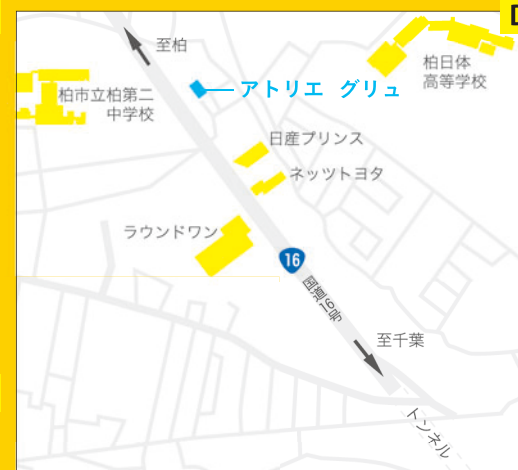 至柏
柏市立柏第二
中学校
アトリエ グリュ
柏日体
高等学校
日産プリンス
ネッツトヨタ
ラウンドワン
16
国道16号
至千葉
トンネル